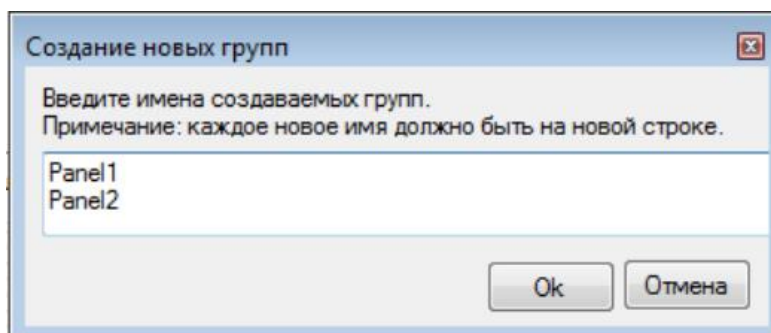 Создание новых групп
Введите имена создаваемых групп.
Примечание: каждое новое имя должно быть на новой строке.
Panel1
Panel2
Ok Отмена